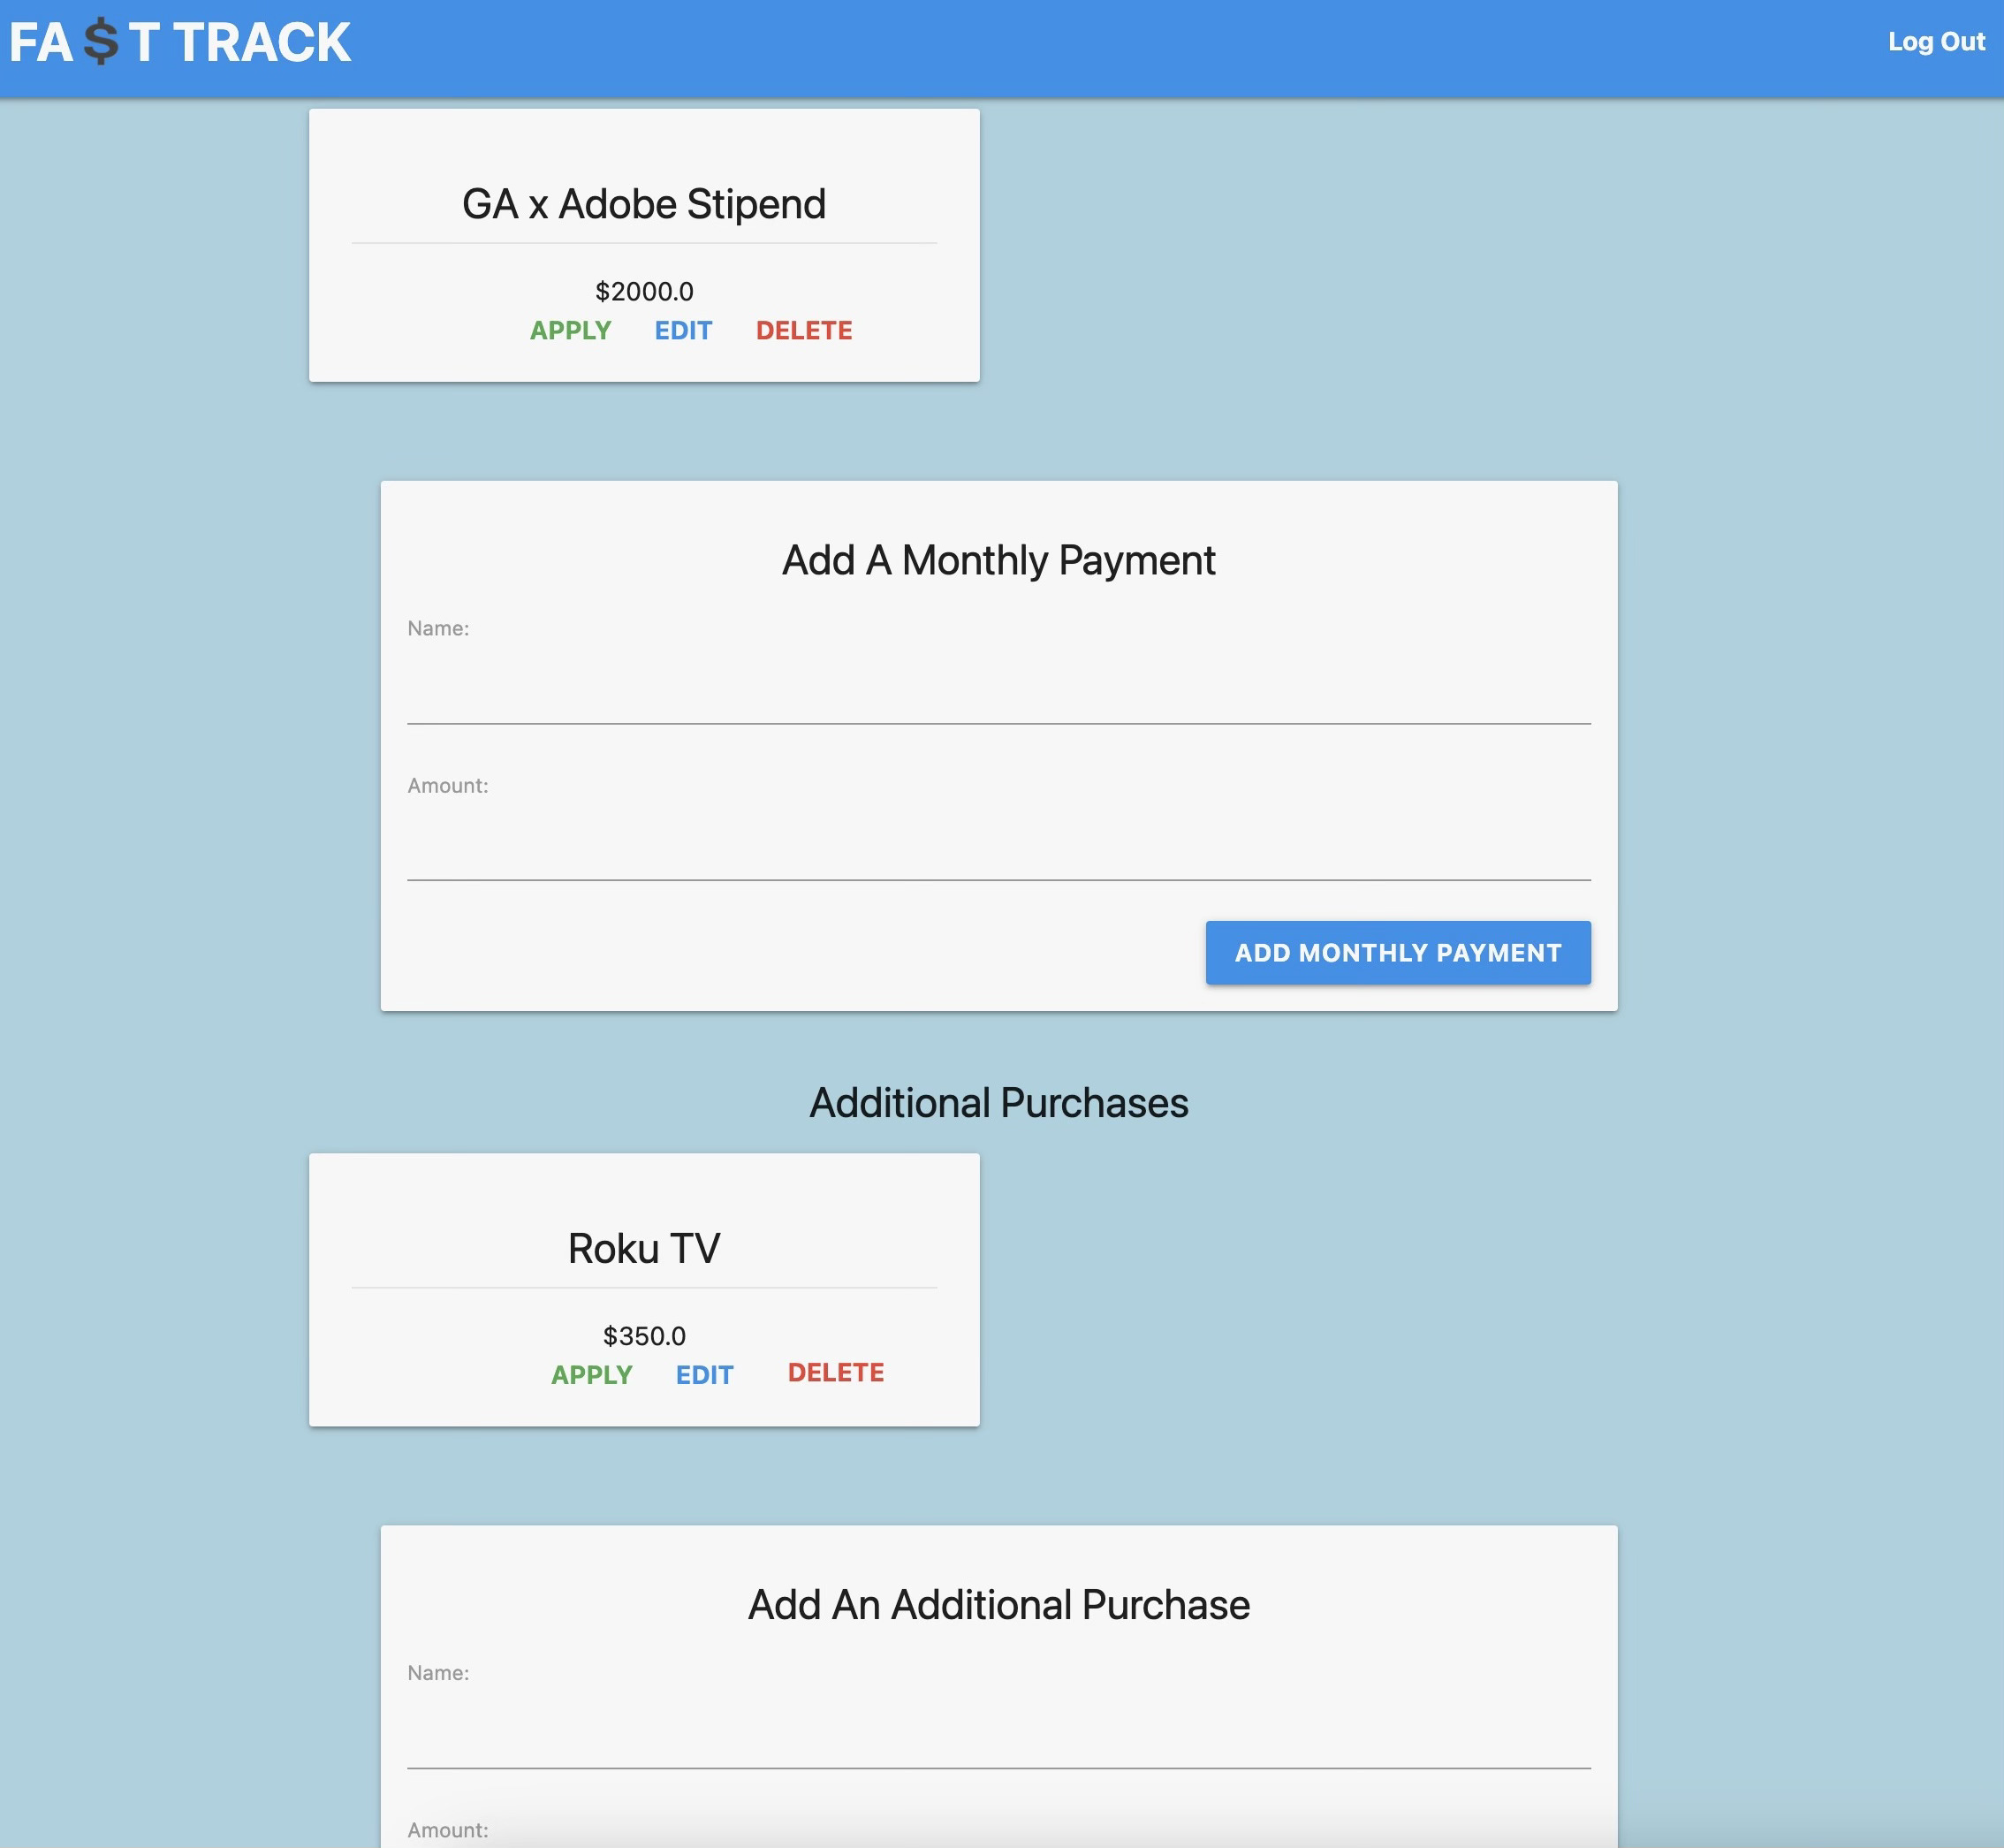 FA$T TRACK
Log Out
GA x Adobe Stipend
$2000.0
APPLY EDIT DELETE
Add A Monthly Payment
Name:
Amount:
ADD MONTHLY PAYMENT
Additional Purchases
Roku TV
$350.0
APPLY EDIT DELETE
Add An Additional Purchase
Name:
Amount: